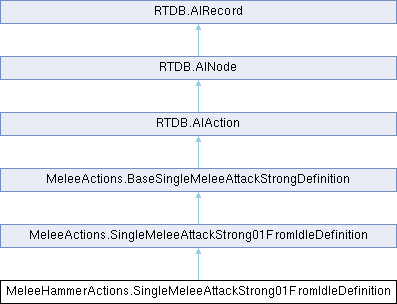 RTDB.AIRecord
RTDB.AINode
RTDB.AIAction
MeleeActions.BaseSingleMeleeAttackStrongDefinition
MeleeActions.SingleMeleeAttackStrong01FromIdleDefinition
MeleeHammerActions.SingleMeleeAttackStrong01FromIdleDefinition